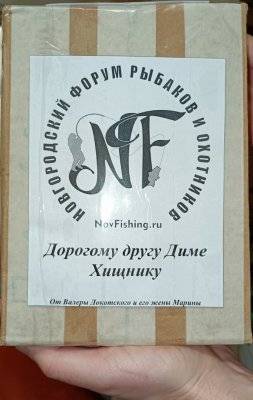 НОВГОРОДСКИЙ ФОРУМ РЫБАКОВ И ОХОТНИКОВ
NF
NovFishing.ru
Дорогому другу Диме
Хищнику
От Валеры Локотского и его жены Марины